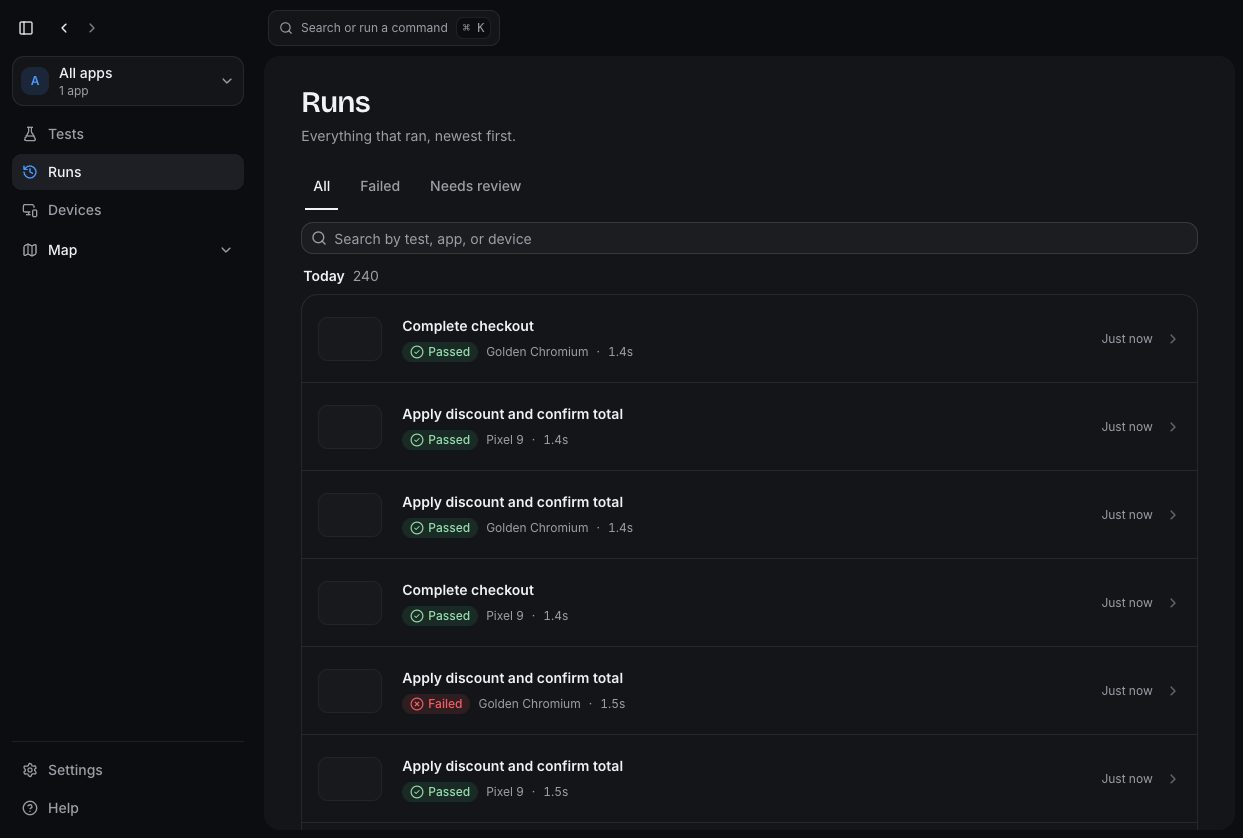 Search or run a command ⌘ K
A All apps
1 app
Tests
Runs
Devices
Map
Settings
Help
Runs
Everything that ran, newest first.
All Failed Needs review
Search by test, app, or device
Today 240
Complete checkout
Passed Golden Chromium · 1.4s
Just now
Apply discount and confirm total
Passed Pixel 9 · 1.4s
Just now
Apply discount and confirm total
Passed Golden Chromium · 1.4s
Just now
Complete checkout
Passed Pixel 9 · 1.4s
Just now
Apply discount and confirm total
Failed Golden Chromium · 1.5s
Just now
Apply discount and confirm total
Passed Pixel 9 · 1.5s
Just now